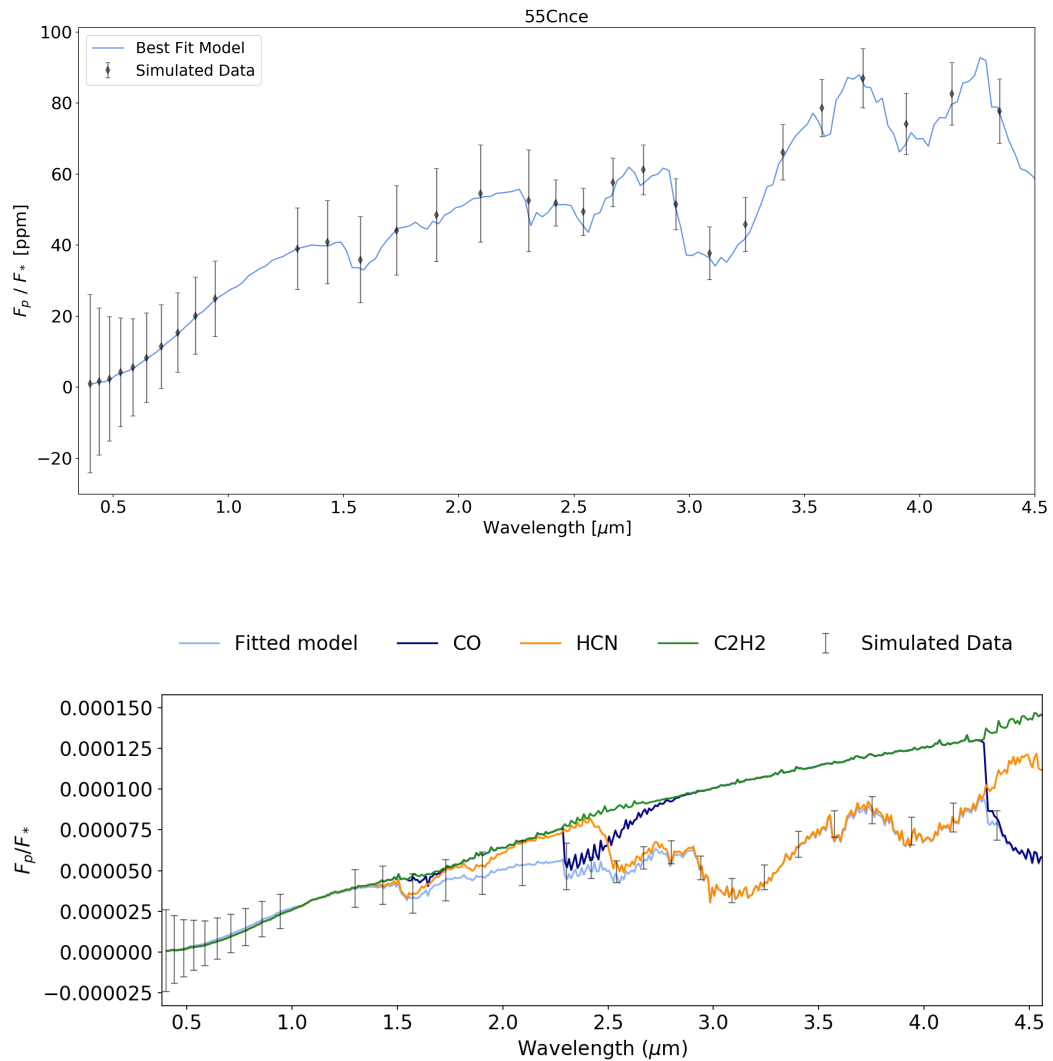 55Cnce
Best Fit Model
Simulated Data
100
80
60
40
20
0
−20
F_p / F_* [ppm]
0.5 1.0 1.5 2.0 2.5 3.0 3.5 4.0 4.5
Wavelength [μm]
Fitted model CO HCN C2H2 Simulated Data
0.000150
0.000125
0.000100
0.000075
0.000050
0.000025
0.000000
−0.000025
F_p/F_*
0.5 1.0 1.5 2.0 2.5 3.0 3.5 4.0 4.5
Wavelength (μm)